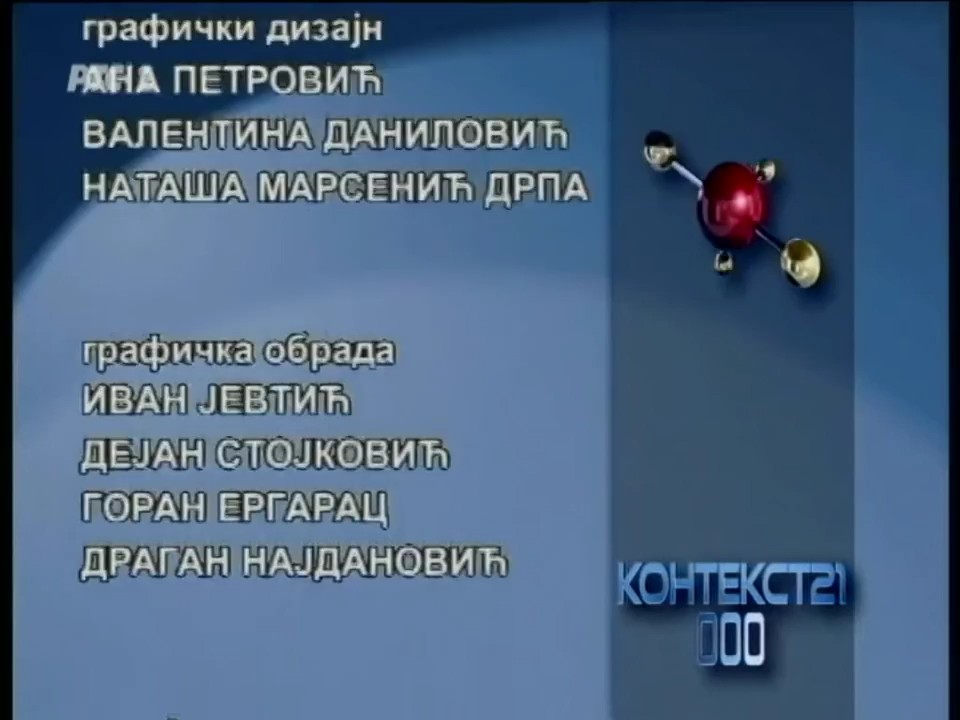 графички дизајн
АНА ПЕТРОВИЋ
ВАЛЕНТИНА ДАНИЛОВИЋ
НАТАША МАРСЕНИЋ ДРПА
графичка обрада
ИВАН ЈЕВТИЋ
ДЕЈАН СТОЈКОВИЋ
ГОРАН ЕРГАРАЦ
ДРАГАН НАЈДАНОВИЋ
КОНТЕКСТ21
000